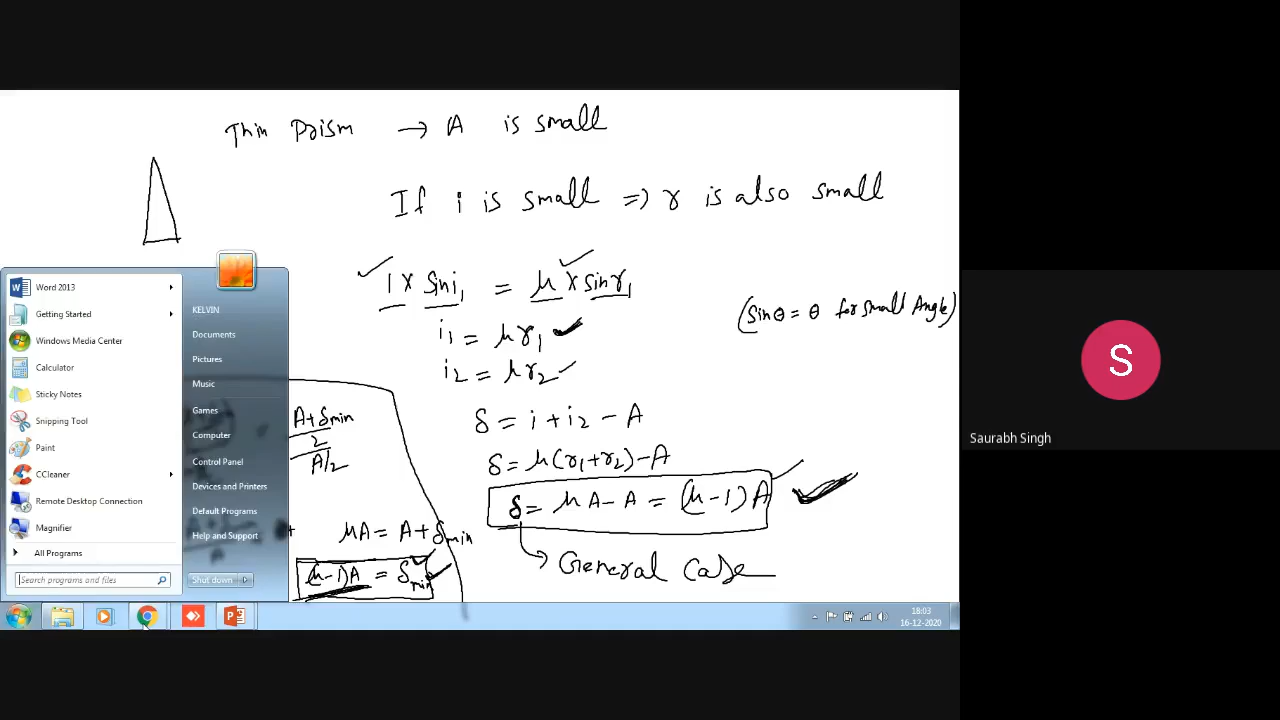 Thin Prism → A is small
If i is small => r is also small
1 x sini₁ = μ x sinr₁
(sinθ = θ for small Angle)
i₁ = μr₁
i₂ = μr₂
δ = i + i₂ - A
δ = μ(r₁+r₂) - A
δ = μA - A = (μ-1)A
General Case
A+δmin
2
A/2
μA = A + δmin
(μ-1)A = δmin
Word 2013
Getting Started
Windows Media Center
Calculator
Sticky Notes
Snipping Tool
Paint
CCleaner
Remote Desktop Connection
Magnifier
All Programs
Search programs and files
KELVIN
Documents
Pictures
Music
Games
Computer
Control Panel
Devices and Printers
Default Programs
Help and Support
Shut down
18:03
16-12-2020
S
Saurabh Singh